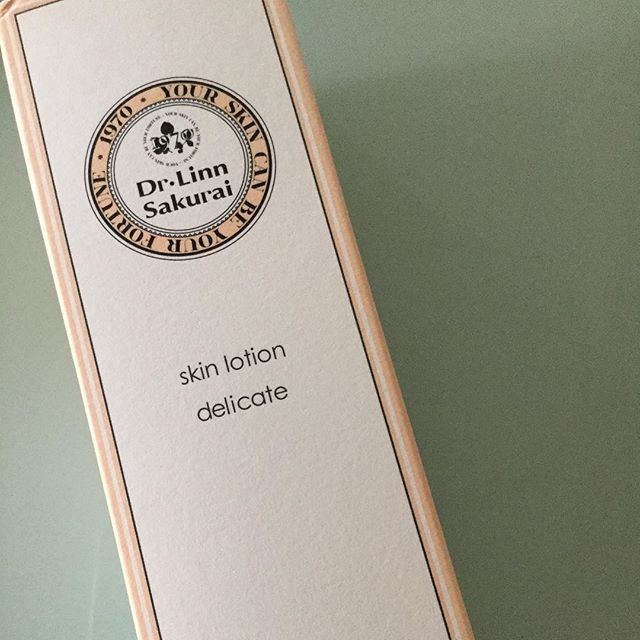 1970 • YOUR SKIN CAN BE YOUR FORTUNE •
1970
Dr.Linn
Sakurai
skin lotion
delicate